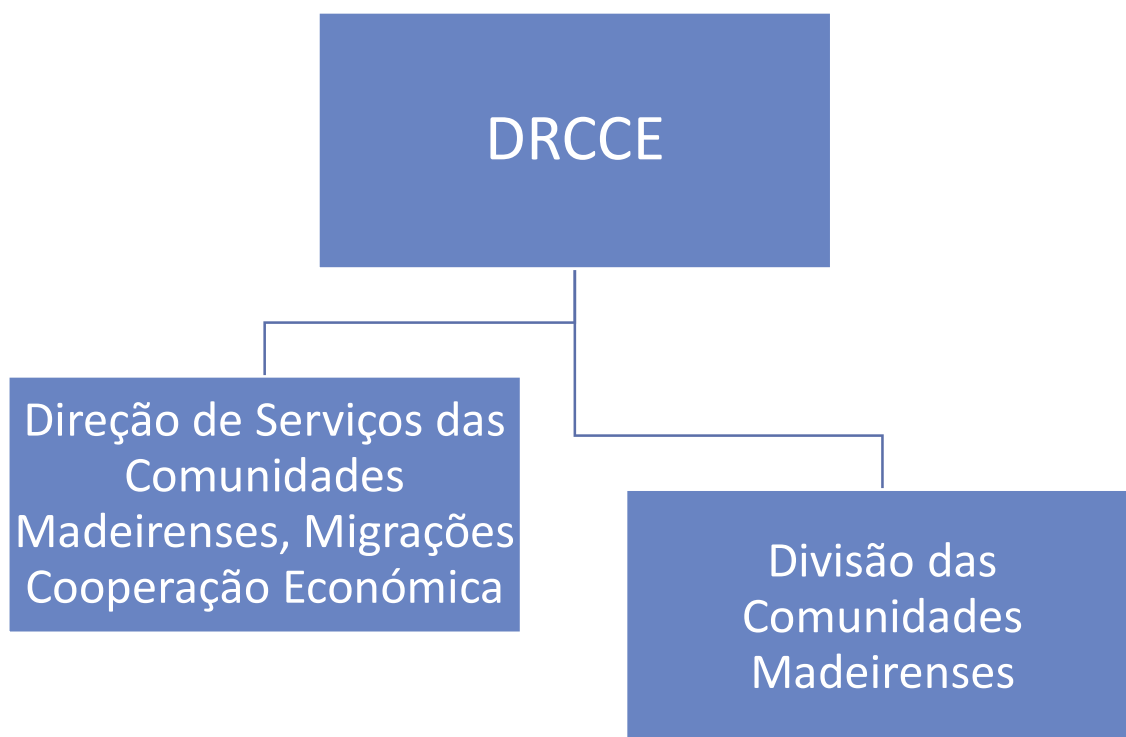 DRCCE
Direção de Serviços das
Comunidades
Madeirenses, Migrações
Cooperação Económica
Divisão das
Comunidades
Madeirenses